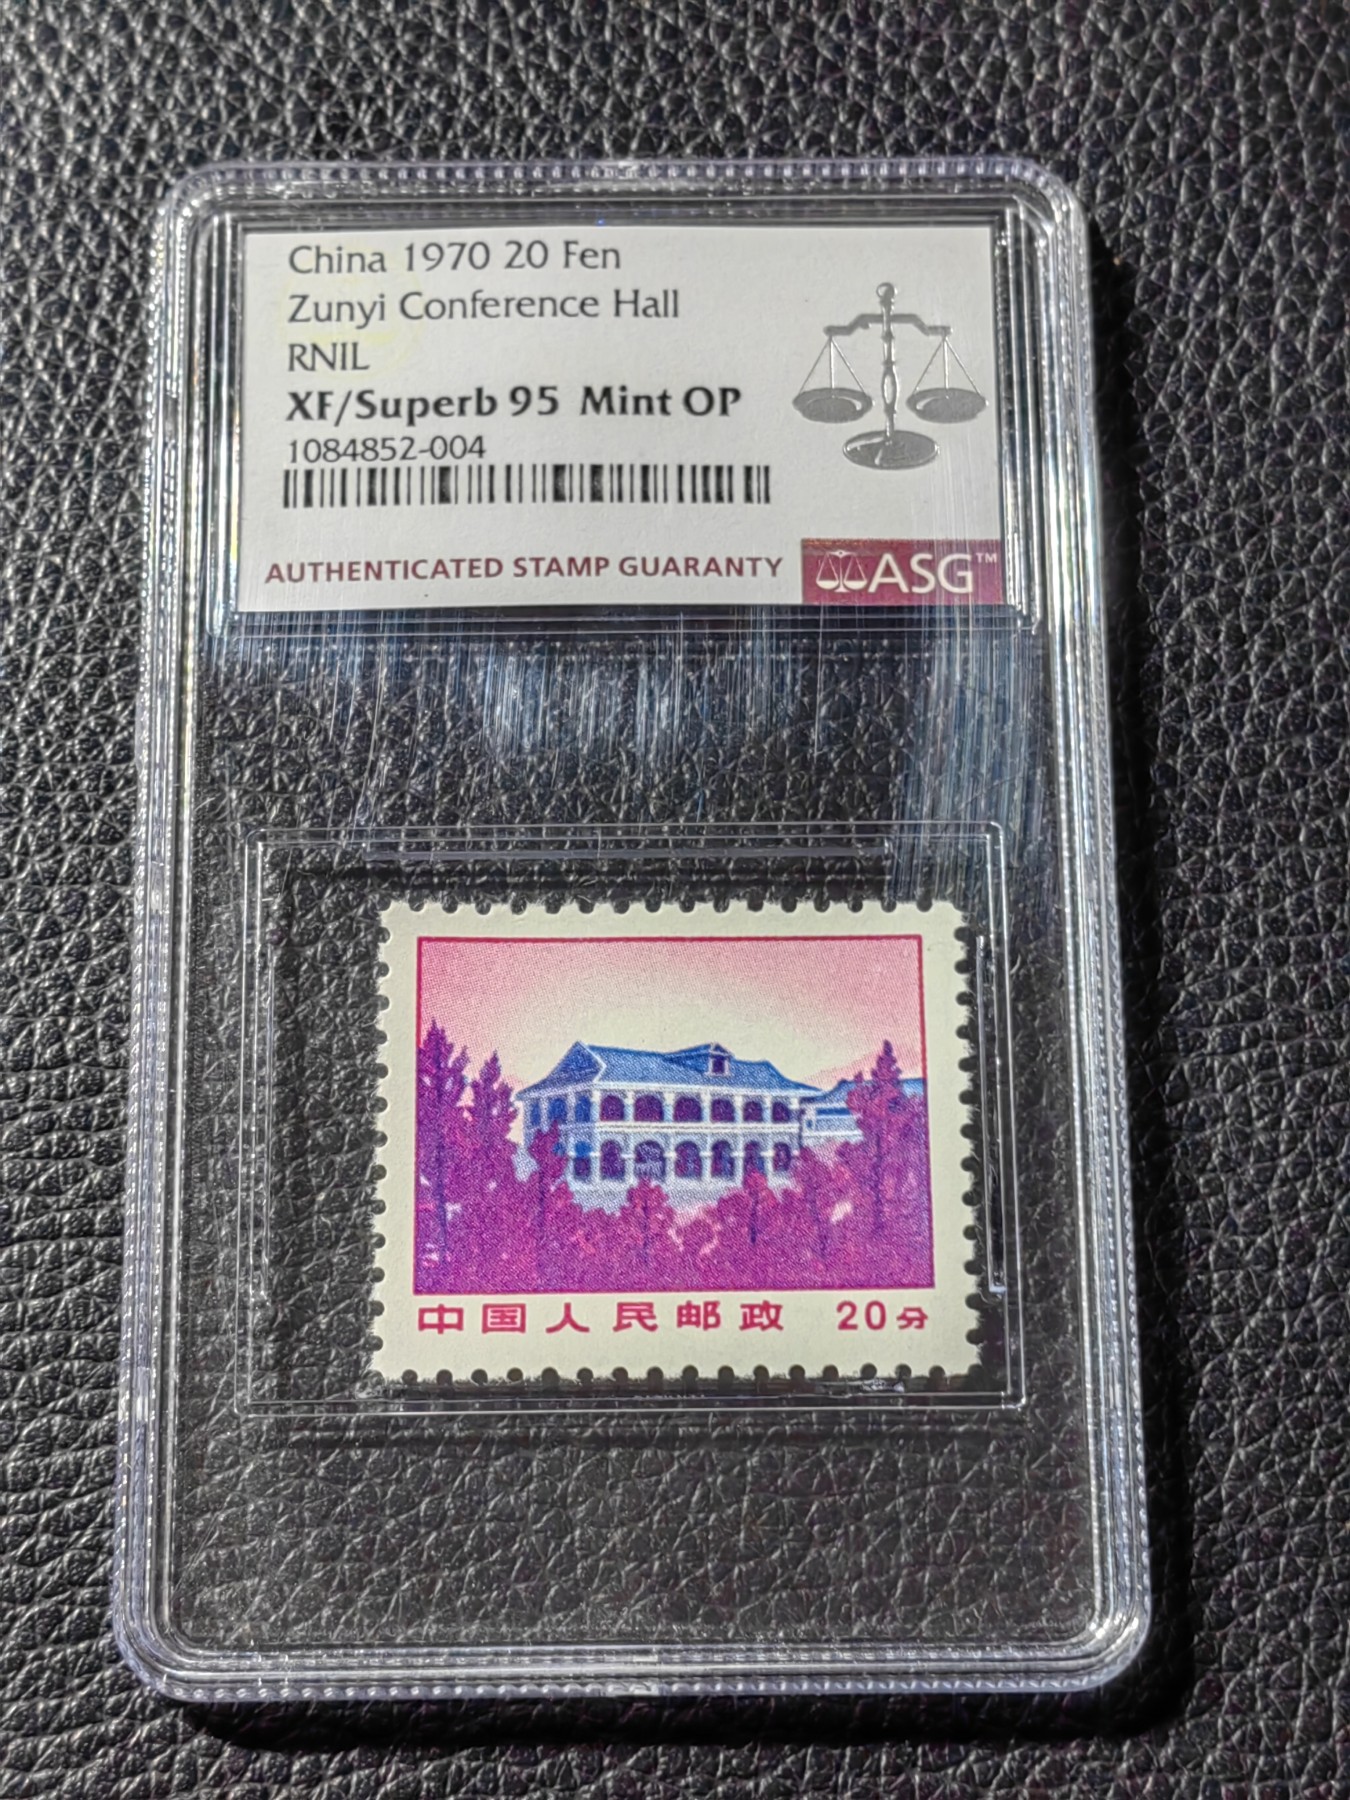 China 1970 20 Fen
Zunyi Conference Hall
RNIL
XF/Superb 95 Mint OP
1084852-004
AUTHENTICATED STAMP GUARANTY
ASG™
中国人民邮政 20分